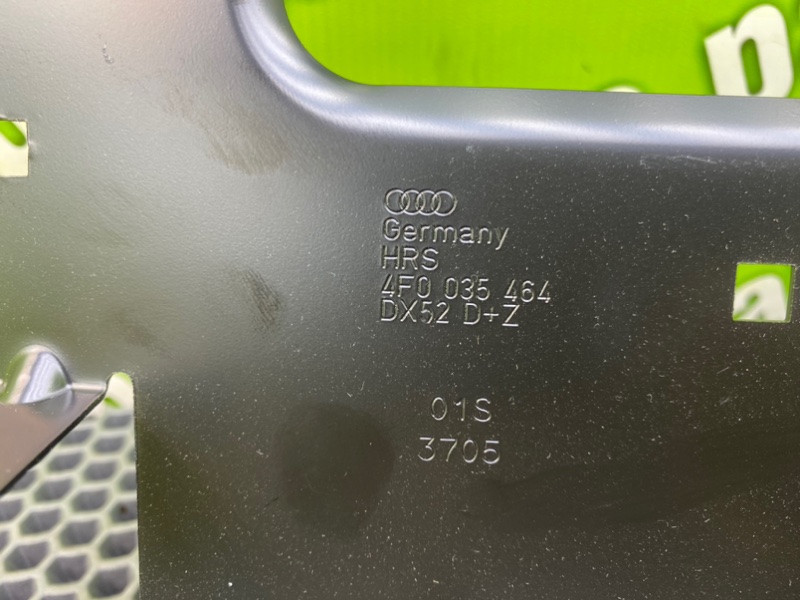 Germany
HRS
4F0 035 464
DX52 D+Z
01S
3705
p